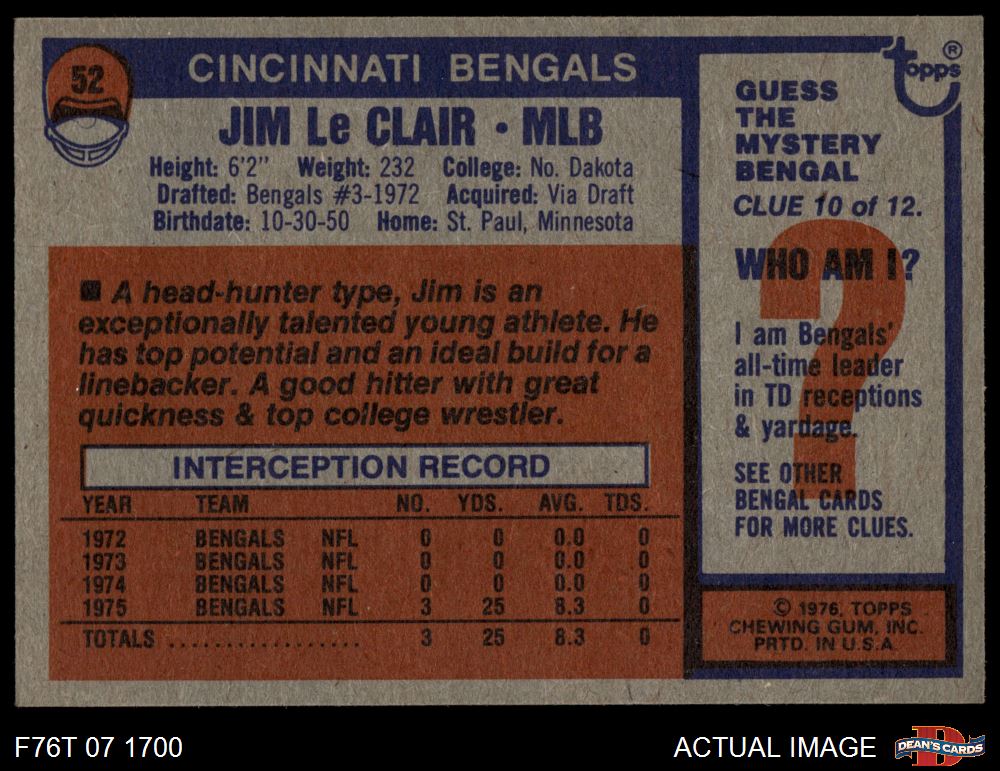 52
CINCINNATI BENGALS
JIM Le CLAIR • MLB
Height: 6'2" Weight: 232 College: No. Dakota
Drafted: Bengals #3-1972 Acquired: Via Draft
Birthdate: 10-30-50 Home: St. Paul, Minnesota
■ A head-hunter type, Jim is an
exceptionally talented young athlete. He
has top potential and an ideal build for a
linebacker. A good hitter with great
quickness & top college wrestler.
INTERCEPTION RECORD
YEAR TEAM NO. YDS. AVG. TDS.
1972 BENGALS NFL 0 0 0.0 0
1973 BENGALS NFL 0 0 0.0 0
1974 BENGALS NFL 0 0 0.0 0
1975 BENGALS NFL 3 25 8.3 0
TOTALS ................. 3 25 8.3 0
topps ®
GUESS
THE
MYSTERY
BENGAL
CLUE 10 of 12.
WHO AM I?
?
I am Bengals'
all-time leader
in TD receptions
& yardage.
SEE OTHER
BENGAL CARDS
FOR MORE CLUES.
© 1976, TOPPS
CHEWING GUM, INC.
PRTD. IN U.S.A.
F76T 07 1700
ACTUAL IMAGE
D
DEAN'S CARDS